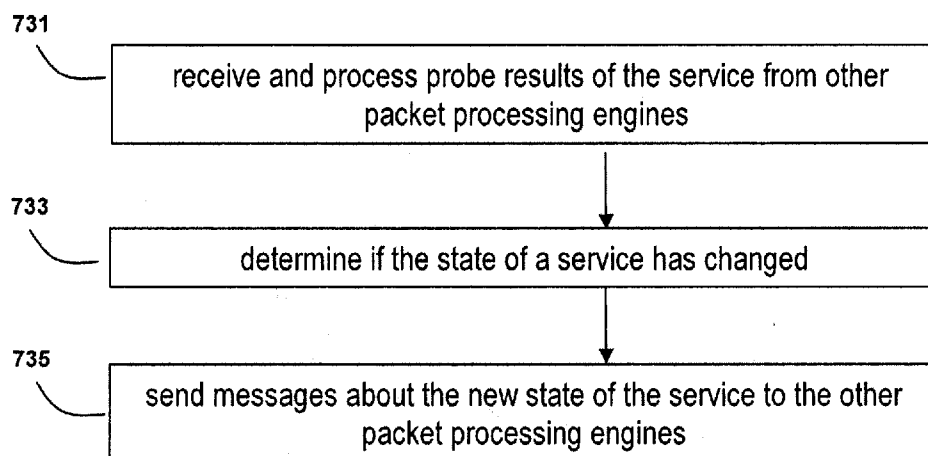 731
receive and process probe results of the service from other
packet processing engines
733
determine if the state of a service has changed
735
send messages about the new state of the service to the other
packet processing engines